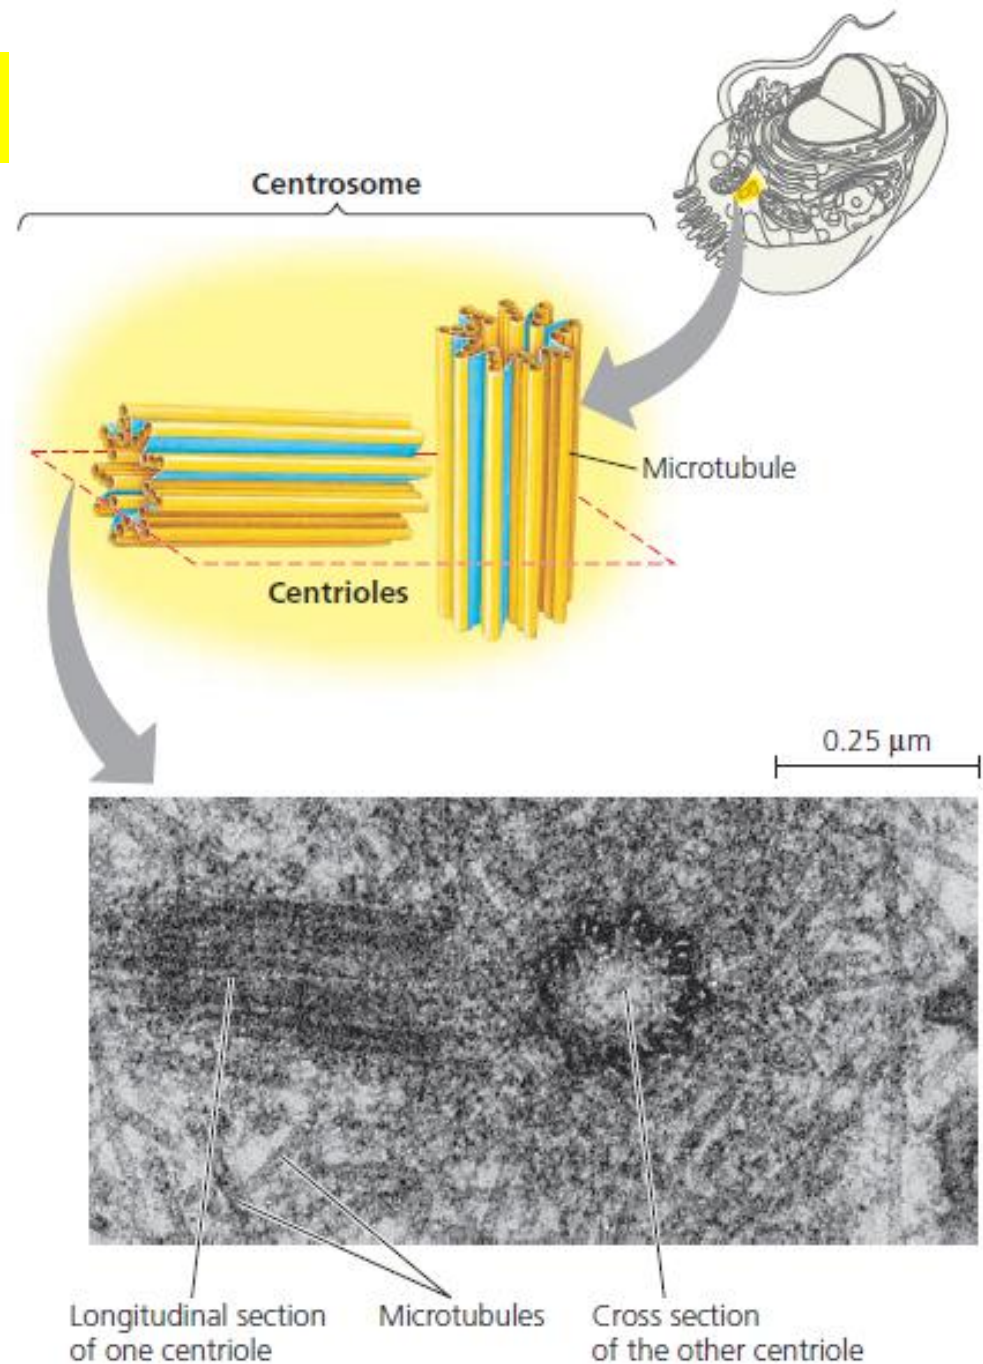 Centrosome
Microtubule
Centrioles
0.25 µm
Longitudinal section
of one centriole
Microtubules
Cross section
of the other centriole